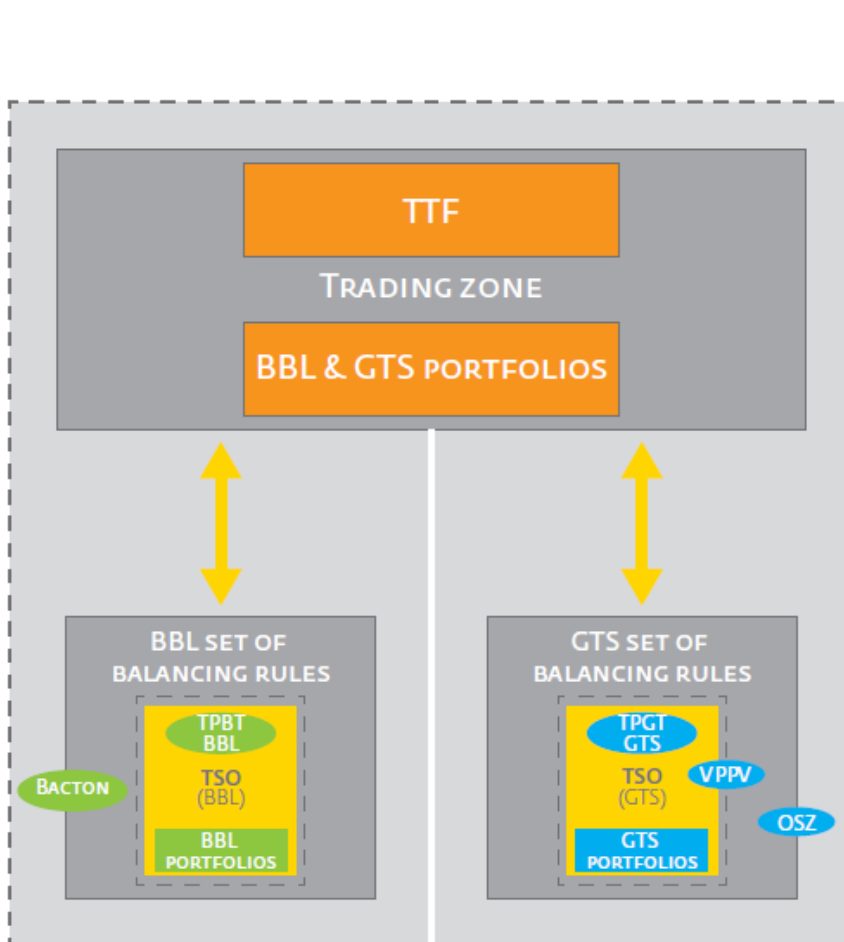 TTF
Trading zone
BBL & GTS portfolios
BBL set of
balancing rules
TPBT
BBL
TSO
(BBL)
BBL
portfolios
Bacton
GTS set of
balancing rules
TPGT
GTS
TSO
(GTS)
GTS
portfolios
VPPV
OSZ